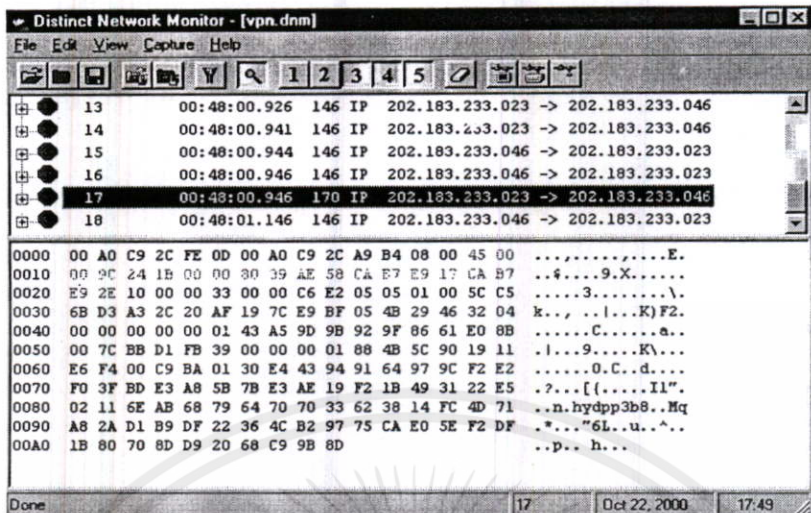 Distinct Network Monitor - [vpn.dnm]
File Edit View Capture Help
1 2 3 4 5
13 00:48:00.926 146 IP 202.183.233.023 -> 202.183.233.046
14 00:48:00.941 146 IP 202.183.233.023 -> 202.183.233.046
15 00:48:00.944 146 IP 202.183.233.046 -> 202.183.233.023
16 00:48:00.946 146 IP 202.183.233.046 -> 202.183.233.023
17 00:48:00.946 170 IP 202.183.233.023 -> 202.183.233.046
18 00:48:01.146 146 IP 202.183.233.046 -> 202.183.233.023
0000 00 A0 C9 2C FE 0D 00 A0 C9 2C A9 B4 08 00 45 00 ...,.....,....E.
0010 00 9C 24 1B 00 00 80 39 AE 58 CA B7 E9 17 CA B7 ..$....9.X......
0020 E9 2E 10 00 00 33 00 00 C6 E2 05 05 01 00 5C C5 .....3........\.
0030 6B D3 A3 2C 20 AF 19 7C E9 BF 05 4B 29 46 32 04 k.., ..|...K)F2.
0040 00 00 00 00 00 01 43 A5 9D 9B 92 9F 86 61 E0 8B ......C......a..
0050 00 7C BB D1 FB 39 00 00 00 01 88 4B 5C 90 19 11 .|...9.....K\....
0060 E6 F4 00 C9 BA 01 30 E4 43 94 91 64 97 9C F2 E2 ......0.C..d....
0070 F0 3F BD E3 A8 5B 7B E3 AE 19 F2 1B 49 31 22 E5 .?...[{.....I1".
0080 02 11 6E AB 68 79 64 70 70 33 62 38 14 FC 4D 71 ..n.hydpp3b8..Mq
0090 A8 2A D1 B9 DF 22 36 4C B2 97 75 CA E0 5E F2 DF .*..."6L..u..^..
00A0 1B 80 70 8D D9 20 68 C9 9B 8D ..p.. h...
Done 17 Oct 22, 2000 17:49